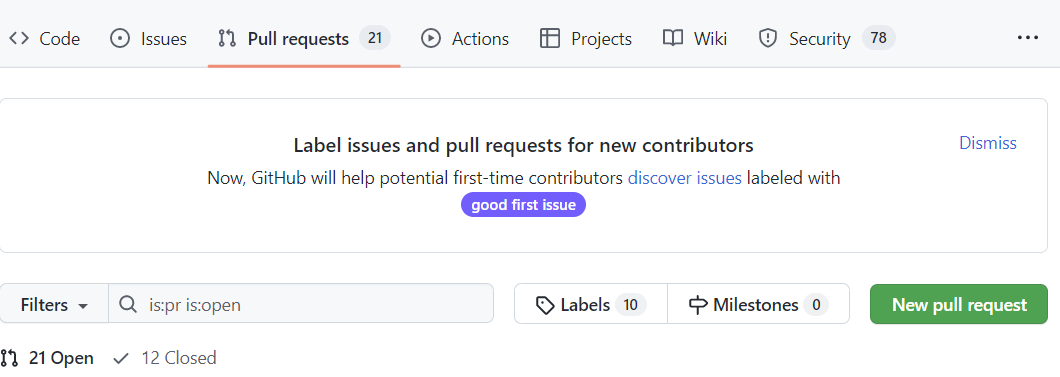 Code Issues Pull requests 21 Actions Projects Wiki Security 78 ...
Label issues and pull requests for new contributors
Dismiss
Now, GitHub will help potential first-time contributors discover issues labeled with
good first issue
Filters is:pr is:open Labels 10 Milestones 0 New pull request
21 Open 12 Closed